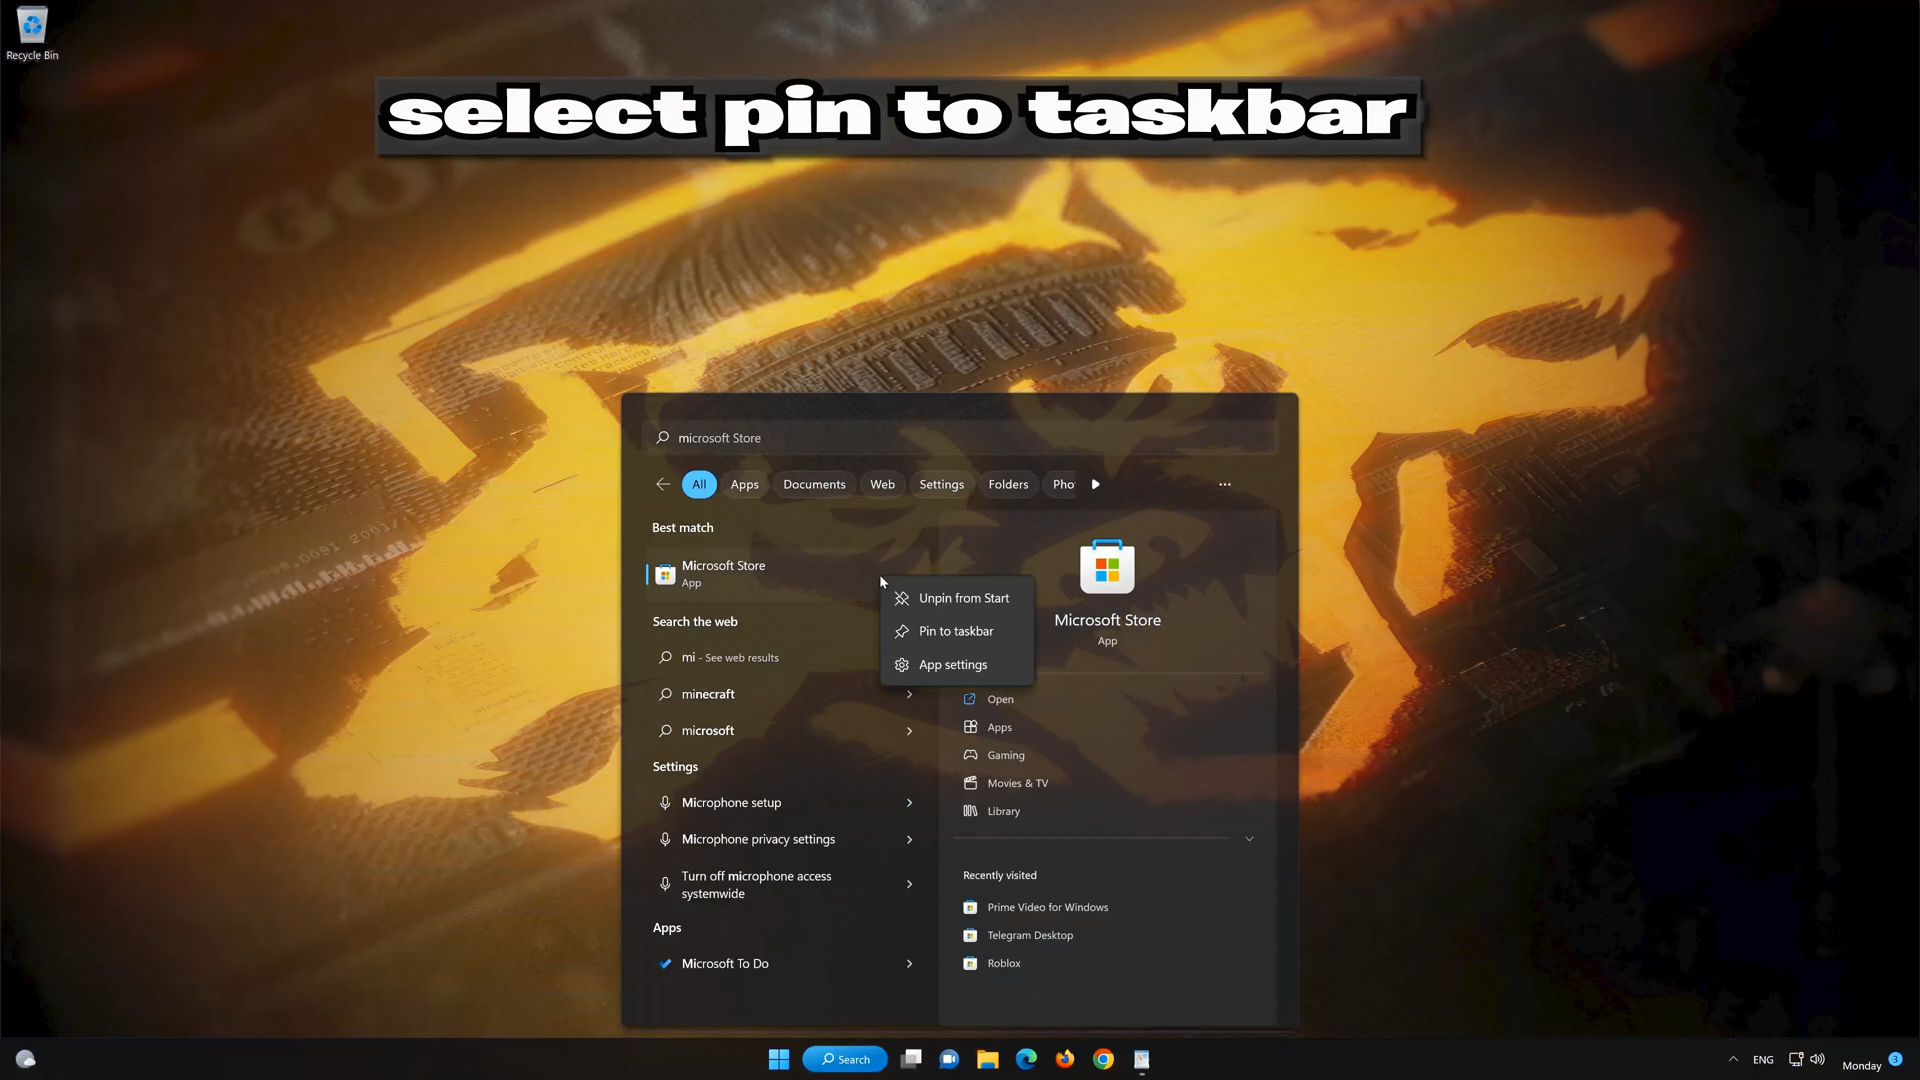 Recycle Bin
select pin to taskbar
microsoft Store
All
Apps
Documents
Web
Settings
Folders
Pho
Best match
Microsoft Store
App
Unpin from Start
Pin to taskbar
App settings
Microsoft Store
App
Search the web
mi - See web results
minecraft
microsoft
Settings
Microphone setup
Microphone privacy settings
Turn off microphone access
systemwide
Apps
Microsoft To Do
Open
Apps
Gaming
Movies & TV
Library
Recently visited
Prime Video for Windows
Telegram Desktop
Roblox
Search
ENG
Monday
3